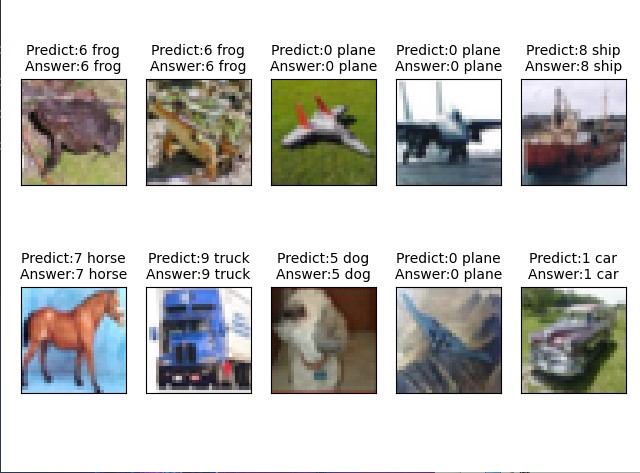 Predict:6 frog
Answer:6 frog
Predict:6 frog
Answer:6 frog
Predict:0 plane
Answer:0 plane
Predict:0 plane
Answer:0 plane
Predict:8 ship
Answer:8 ship
Predict:7 horse
Answer:7 horse
Predict:9 truck
Answer:9 truck
Predict:5 dog
Answer:5 dog
Predict:0 plane
Answer:0 plane
Predict:1 car
Answer:1 car